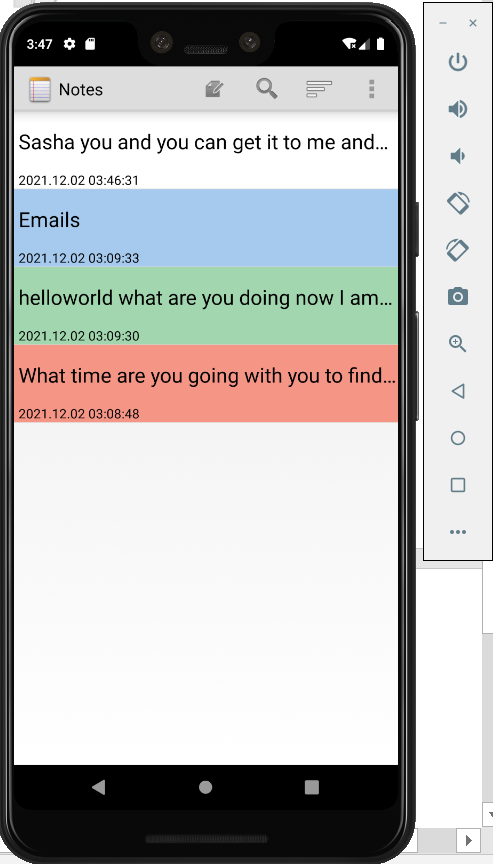 3:47
Notes
Sasha you and you can get it to me and...
2021.12.02 03:46:31
Emails
2021.12.02 03:09:33
helloworld what are you doing now I am...
2021.12.02 03:09:30
What time are you going with you to find...
2021.12.02 03:08:48